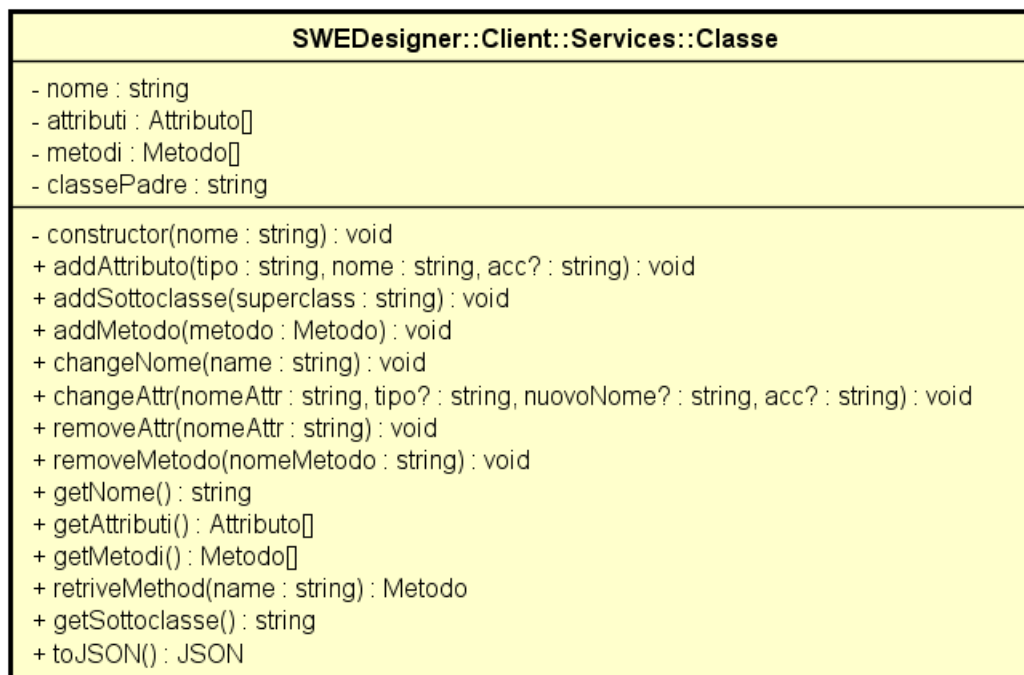 SWEDesigner::Client::Services::Classe
- nome : string
- attributi : Attributo[]
- metodi : Metodo[]
- classePadre : string
- constructor(nome : string) : void
+ addAttributo(tipo : string, nome : string, acc? : string) : void
+ addSottoclasse(superclass : string) : void
+ addMetodo(metodo : Metodo) : void
+ changeNome(name : string) : void
+ changeAttr(nomeAttr : string, tipo? : string, nuovoNome? : string, acc? : string) : void
+ removeAttr(nomeAttr : string) : void
+ removeMetodo(nomeMetodo : string) : void
+ getNome() : string
+ getAttributi() : Attributo[]
+ getMetodi() : Metodo[]
+ retriveMethod(name : string) : Metodo
+ getSottoclasse() : string
+ toJSON() : JSON